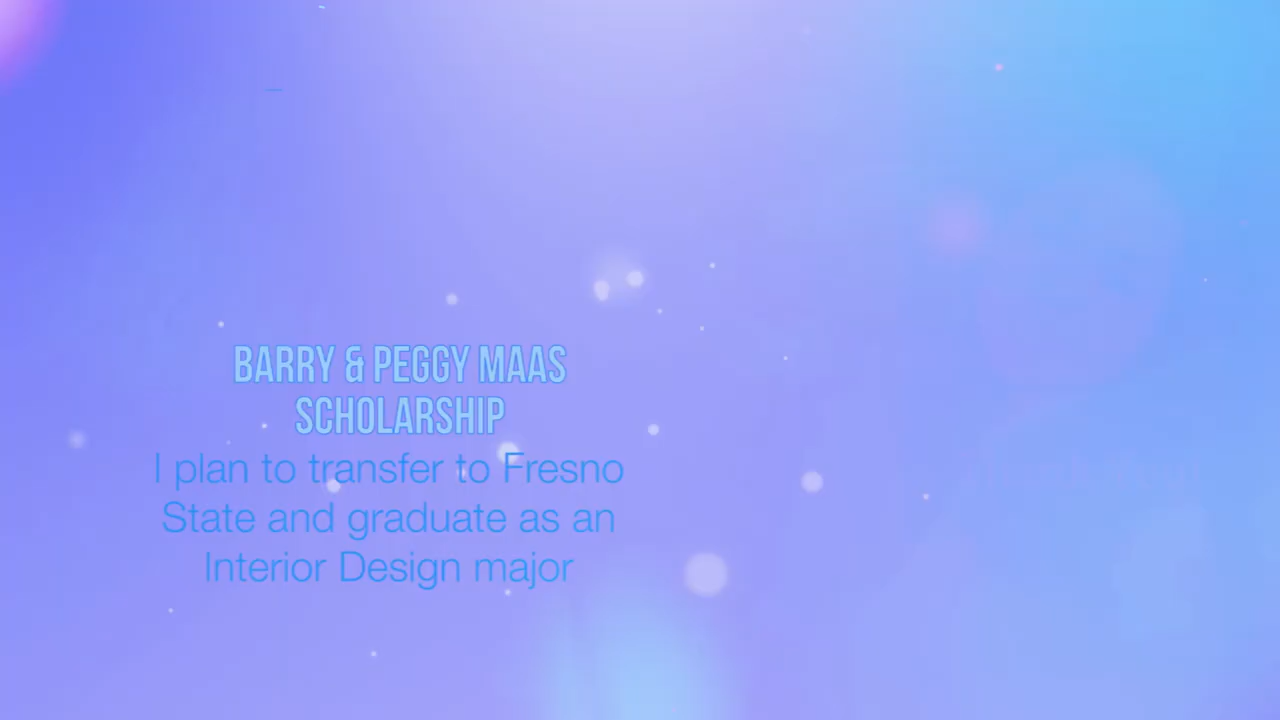 BARRY & PEGGY MAAS
SCHOLARSHIP
I plan to transfer to Fresno
State and graduate as an
Interior Design major